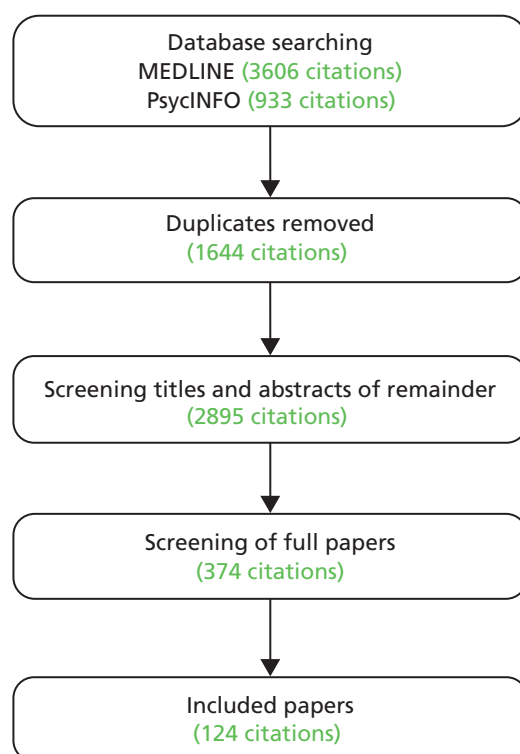 Database searching
MEDLINE (3606 citations)
PsycINFO (933 citations)
Duplicates removed
(1644 citations)
Screening titles and abstracts of remainder
(2895 citations)
Screening of full papers
(374 citations)
Included papers
(124 citations)